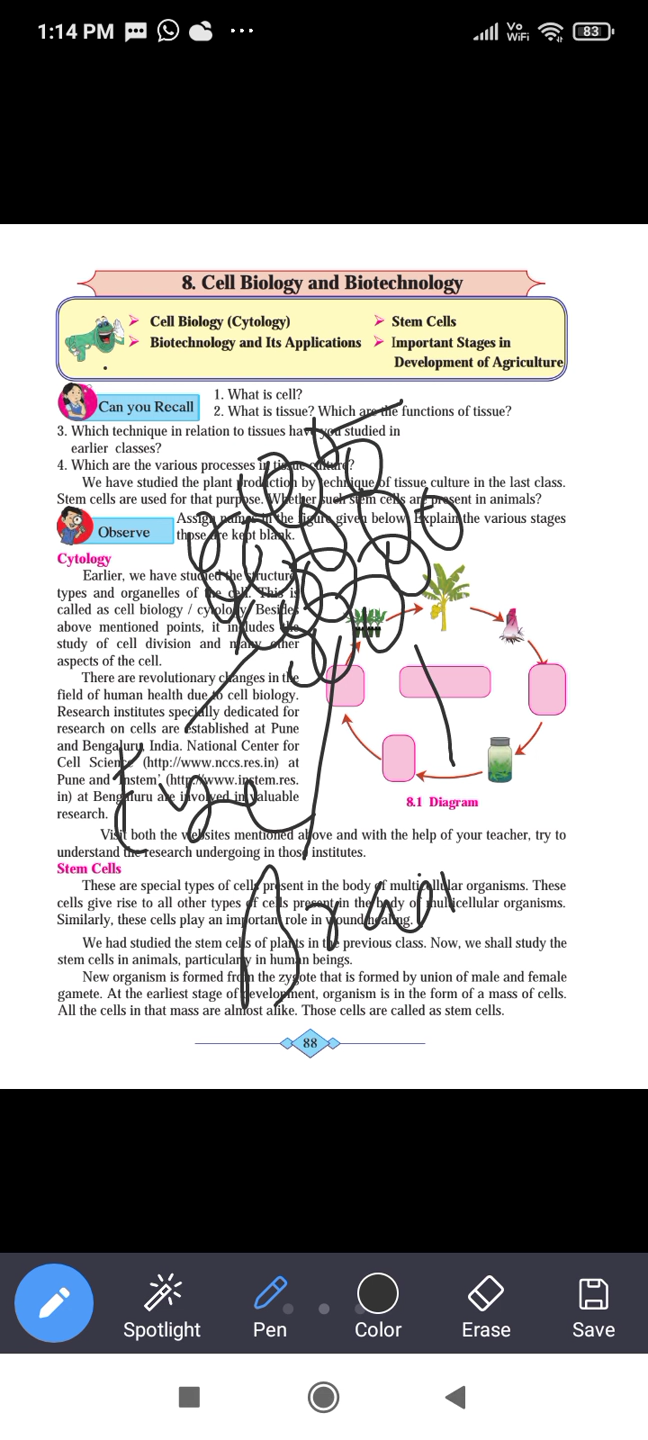 1:14 PM ...
Vo WiFi 83
8. Cell Biology and Biotechnology
Cell Biology (Cytology)
Stem Cells
Biotechnology and Its Applications
Important Stages in
Development of Agriculture
Can you Recall
1. What is cell?
2. What is tissue? Which are the functions of tissue?
3. Which technique in relation to tissues have you studied in
earlier classes?
4. Which are the various processes in tissue culture?
We have studied the plant production by technique of tissue culture in the last class.
Stem cells are used for that purpose. Whether such stem cells are present in animals?
Observe
Assign names in the figure given below. Explain the various stages
those are kept blank.
Cytology
Earlier, we have studied the structure,
types and organelles of the cell. This is
called as cell biology / cytology. Besides
above mentioned points, it includes the
study of cell division and many other
aspects of the cell.
There are revolutionary changes in the
field of human health due to cell biology.
Research institutes specially dedicated for
research on cells are established at Pune
and Bengaluru, India. National Center for
Cell Science (http://www.nccs.res.in) at
Pune and 'Instem', (http://www.instem.res.
in) at Bengaluru are involved in valuable
research.
8.1 Diagram
Visit both the websites mentioned above and with the help of your teacher, try to
understand the research undergoing in those institutes.
Stem Cells
These are special types of cells present in the body of multicellular organisms. These
cells give rise to all other types of cells present in the body of multicellular organisms.
Similarly, these cells play an important role in wound healing.
We had studied the stem cells of plants in the previous class. Now, we shall study the
stem cells in animals, particularly in human beings.
New organism is formed from the zygote that is formed by union of male and female
gamete. At the earliest stage of development, organism is in the form of a mass of cells.
All the cells in that mass are almost alike. Those cells are called as stem cells.
88
Spotlight
Pen
Color
Erase
Save